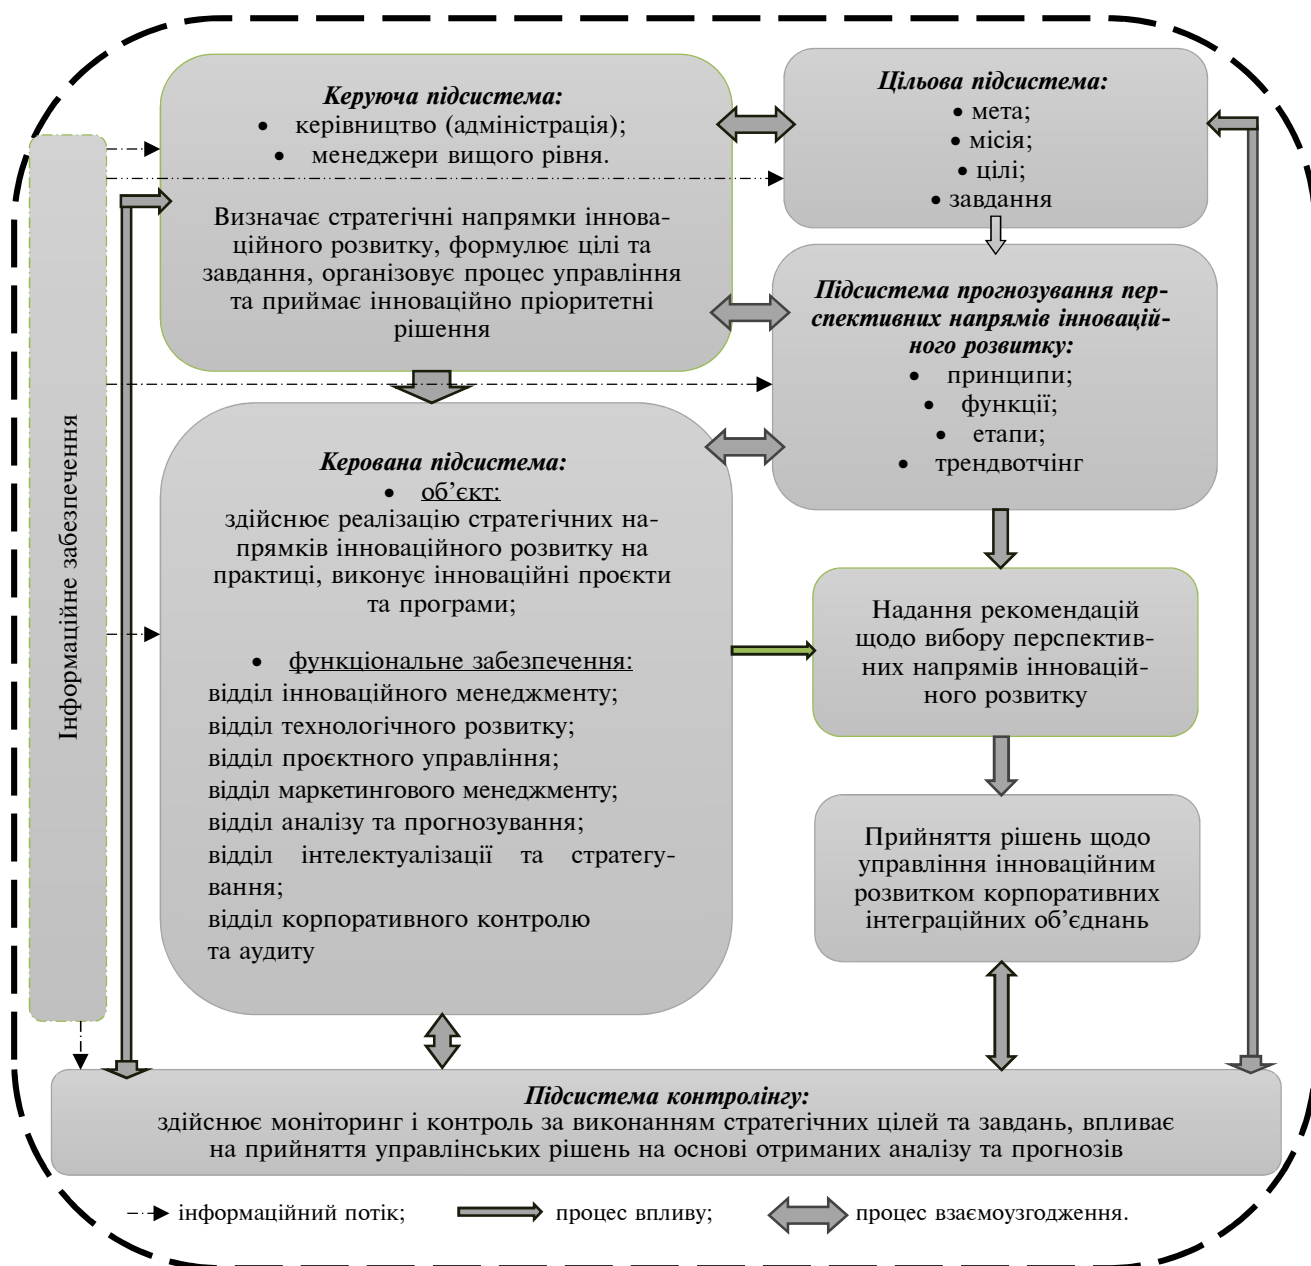 Інформаційне забезпечення
Керуюча підсистема:
• керівництво (адміністрація);
• менеджери вищого рівня.
Визначає стратегічні напрямки іннова-
ційного розвитку, формулює цілі та
завдання, організовує процес управління
та приймає інноваційно пріоритетні
рішення
Цільова підсистема:
• мета;
• місія;
• цілі;
• завдання
Підсистема прогнозування пер-
спективних напрямів інновацій-
ного розвитку:
• принципи;
• функції;
• етапи;
• трендвотчінг
Керована підсистема:
• об’єкт:
здійснює реалізацію стратегічних на-
прямків інноваційного розвитку на
практиці, виконує інноваційні проєкти
та програми;
• функціональне забезпечення:
відділ інноваційного менеджменту;
відділ технологічного розвитку;
відділ проєктного управління;
відділ маркетингового менеджменту;
відділ аналізу та прогнозування;
відділ інтелектуалізації та стратегу-
вання;
відділ корпоративного контролю
та аудиту
Надання рекомендацій
щодо вибору перспектив-
них напрямів інновацій-
ного розвитку
Прийняття рішень щодо
управління інноваційним
розвитком корпоративних
інтеграційних об’єднань
Підсистема контролінгу:
здійснює моніторинг і контроль за виконанням стратегічних цілей та завдань, впливає
на прийняття управлінських рішень на основі отриманих аналізу та прогнозів
інформаційний потік;
процес впливу;
процес взаємоузгодження.